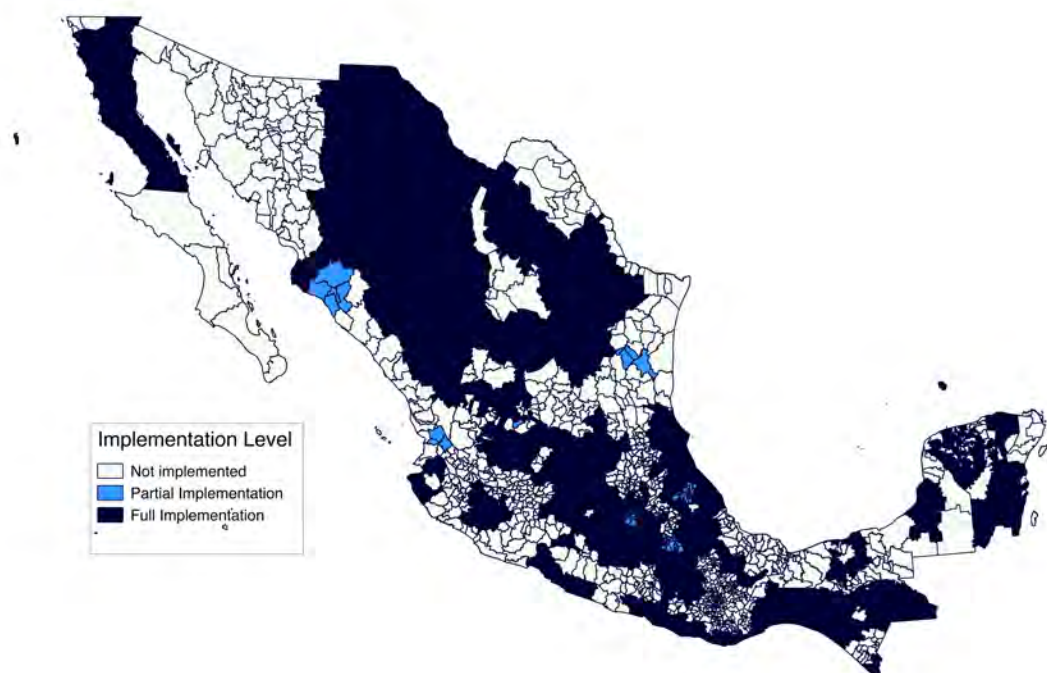 Implementation Level
Not implemented
Partial Implementation
Full Implementation